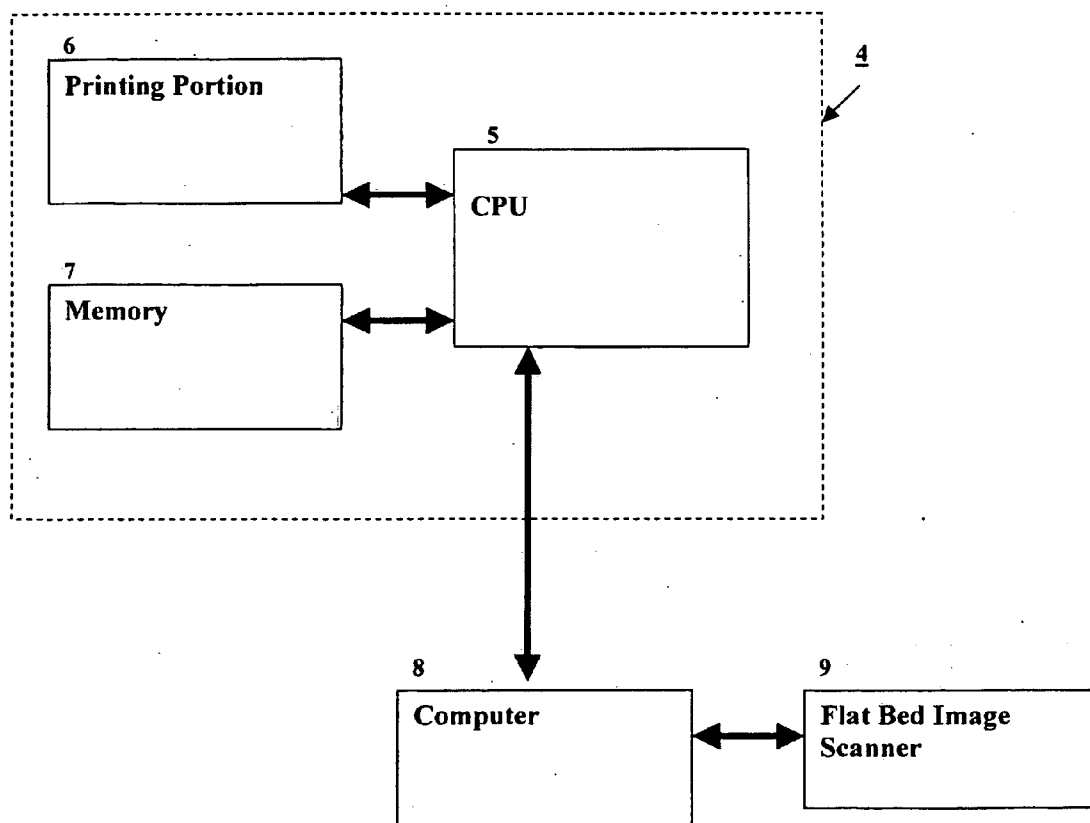 6
Printing Portion
4
5
CPU
7
Memory
8
Computer
9
Flat Bed Image
Scanner